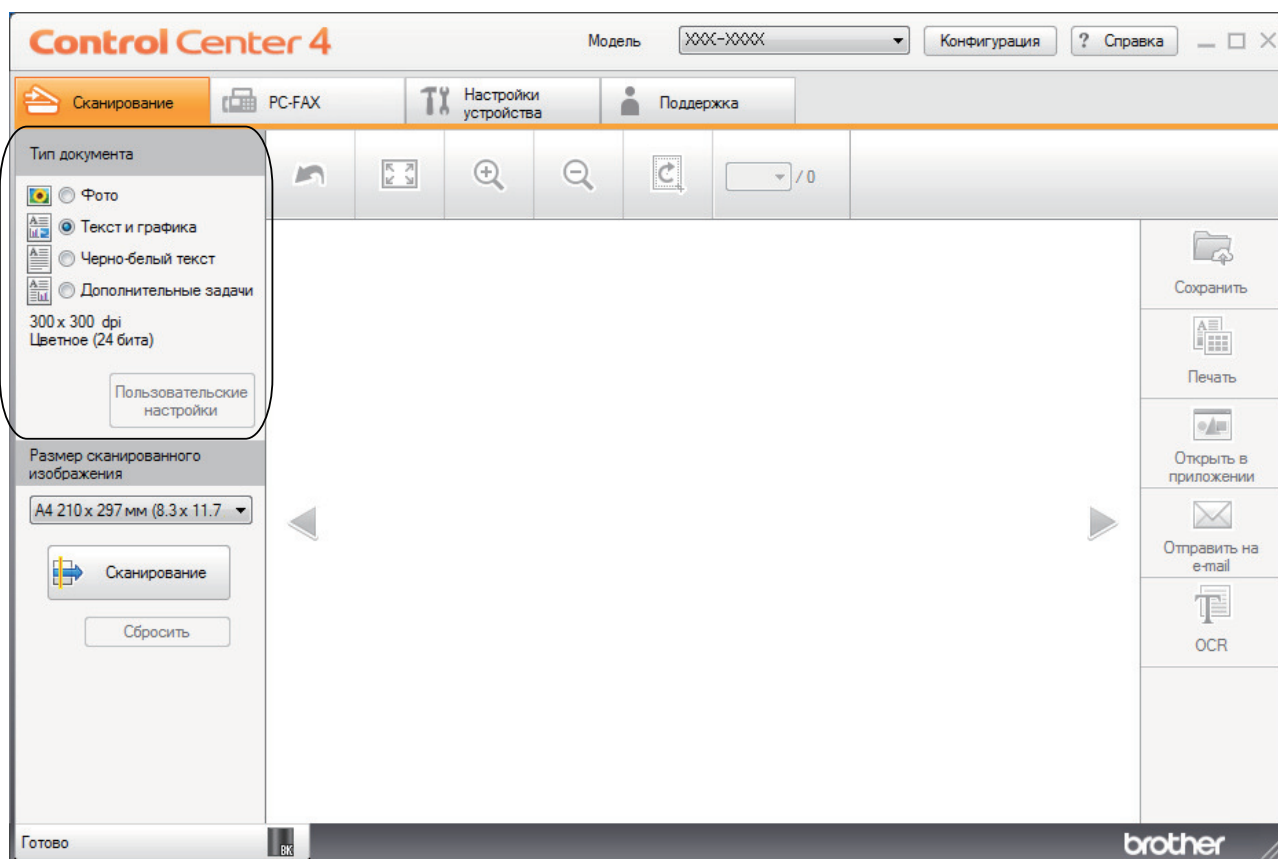 Control Center 4
Модель
XXX-XXXX
Конфигурация
? Справка
Сканирование
PC-FAX
Настройки
устройства
Поддержка
Тип документа
Фото
Текст и графика
Черно-белый текст
Дополнительные задачи
300 x 300 dpi
Цветное (24 бита)
Пользовательские
настройки
/ 0
Размер сканированного
изображения
A4 210 x 297 мм (8.3 x 11.7
Сканирование
Сбросить
Сохранить
Печать
Открыть в
приложении
Отправить на
e-mail
OCR
Готово
BK
brother